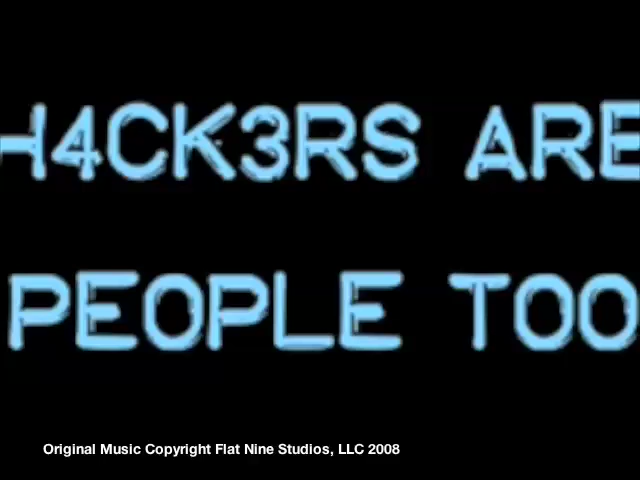 H4CK3RS ARE
PEOPLE TOO
Original Music Copyright Flat Nine Studios, LLC 2008